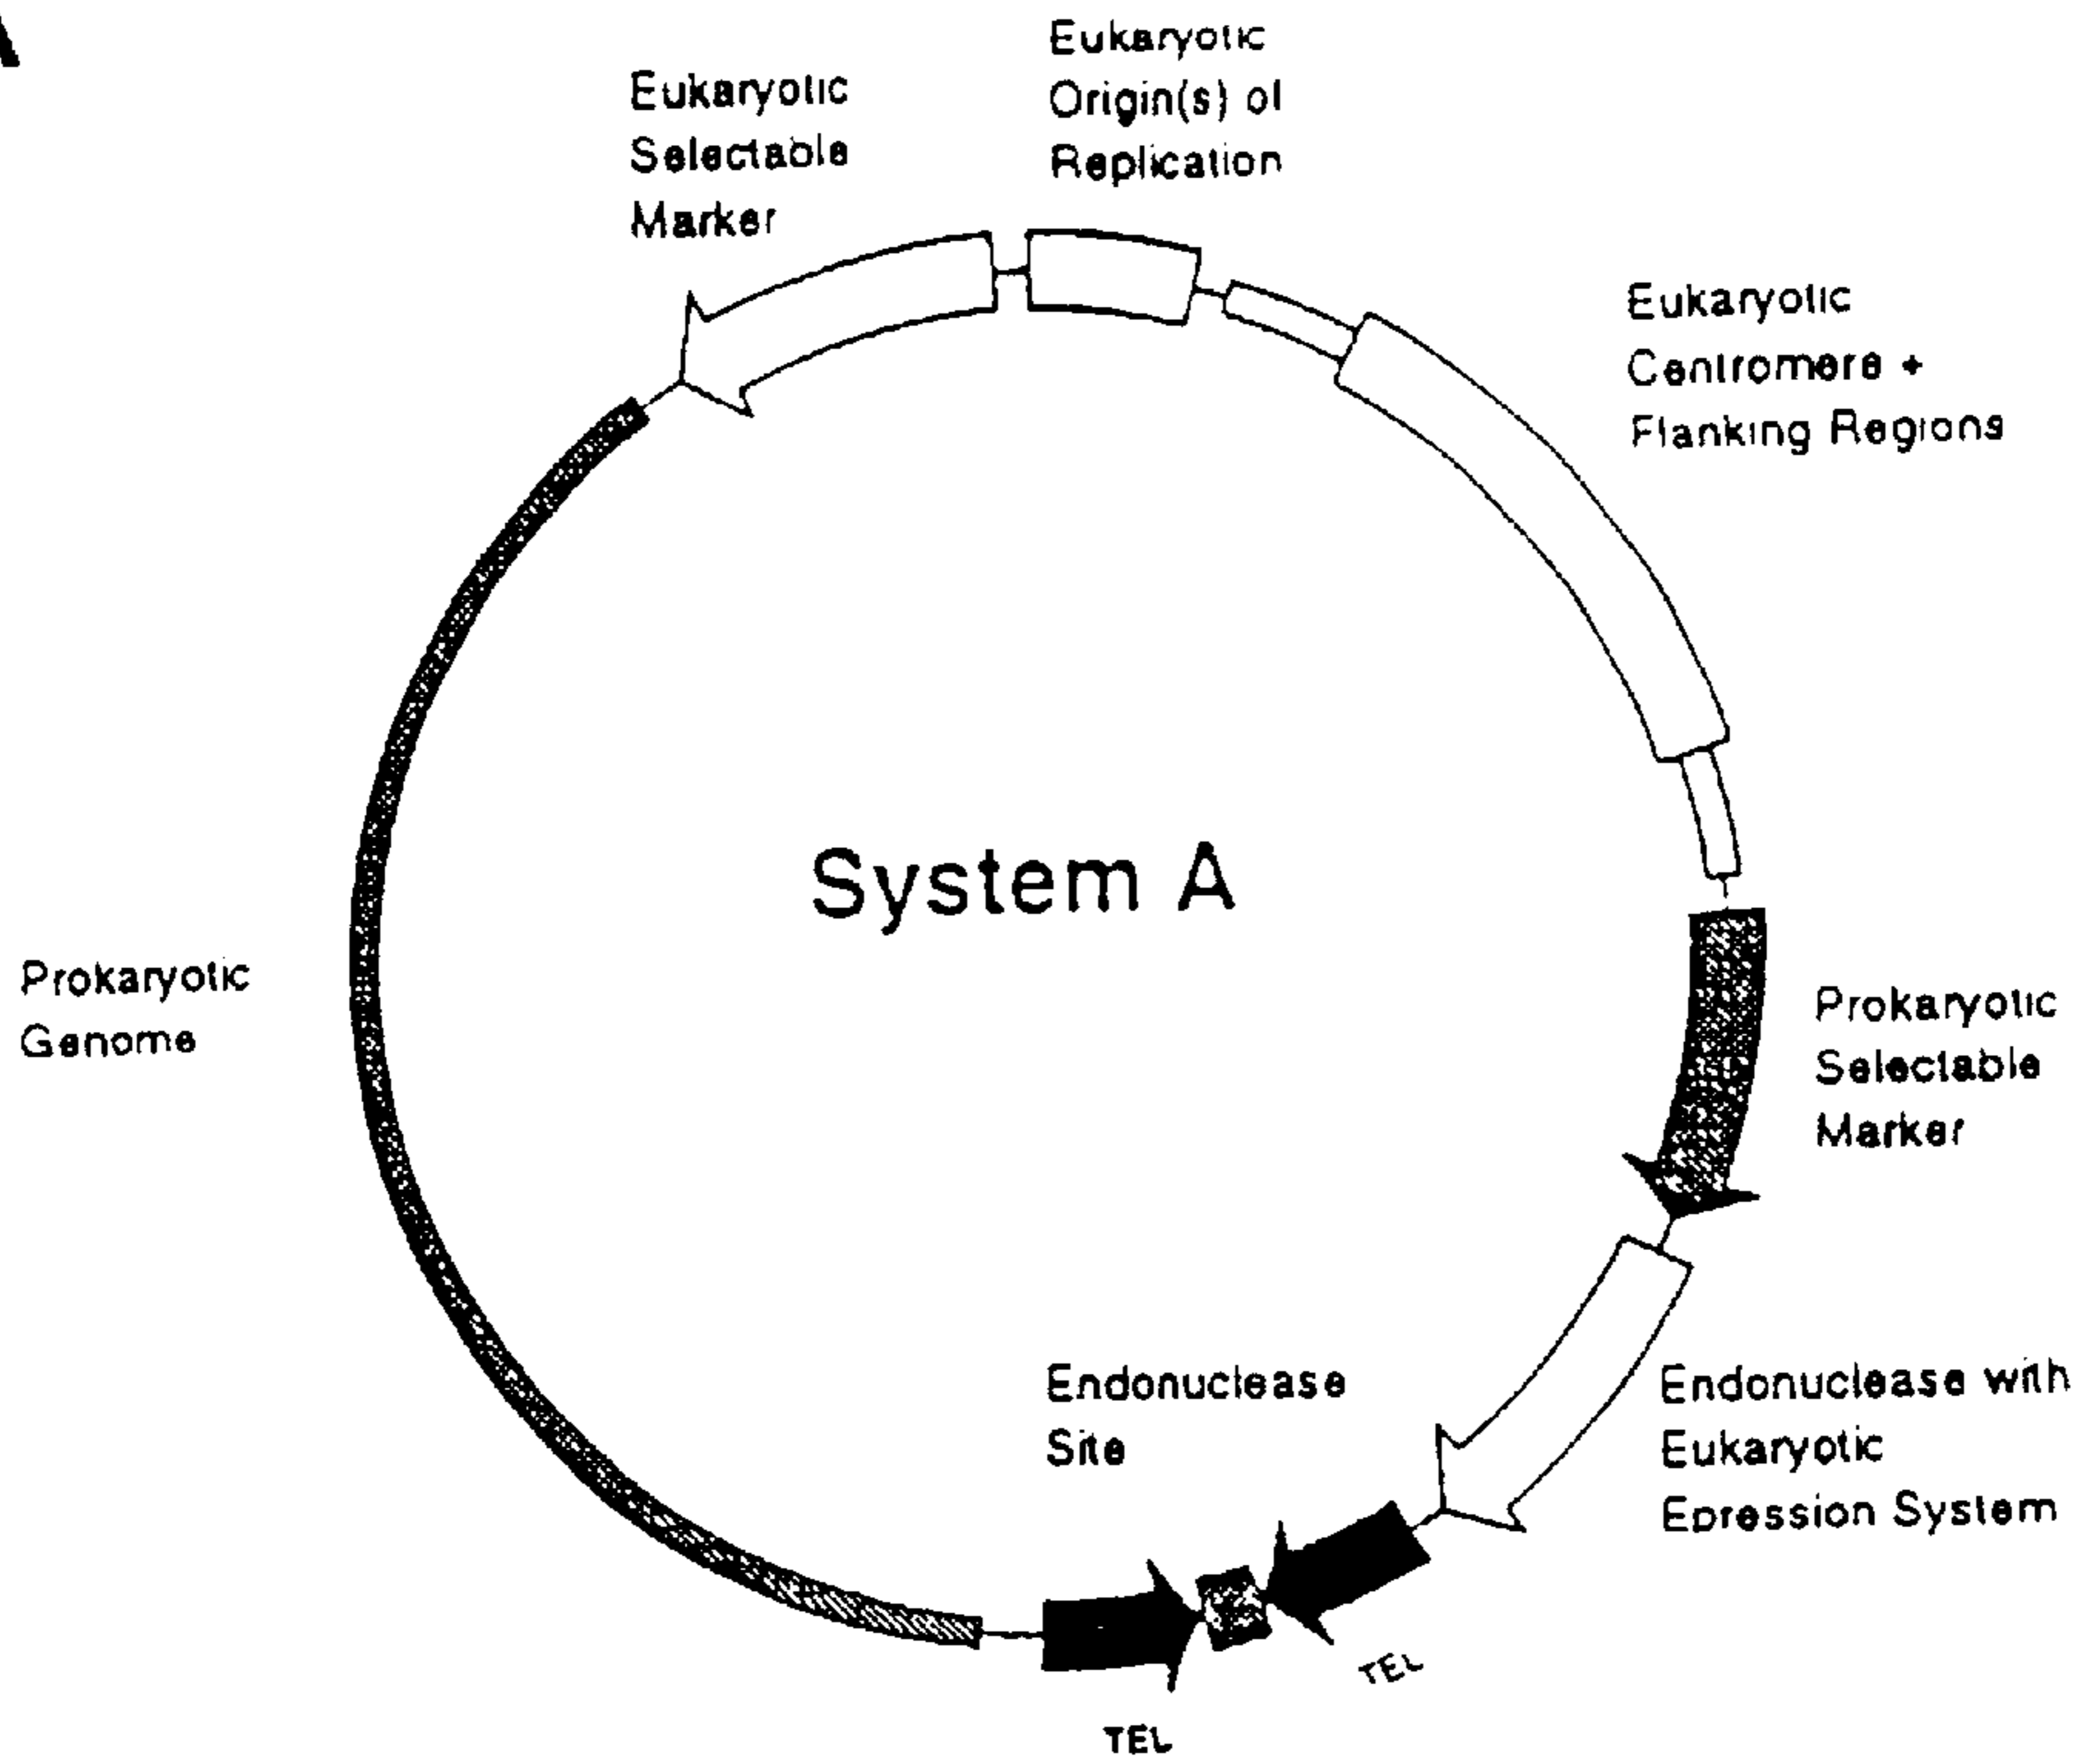 A
Eukaryotic
Selectable
Marker
Eukaryotic
Origin(s) of
Replication
Eukaryotic
Centromere +
Flanking Regions
System A
Prokaryotic
Genome
Prokaryotic
Selectable
Marker
Endonuclease
Site
Endonuclease with
Eukaryotic
Epression System
TEL
TEL